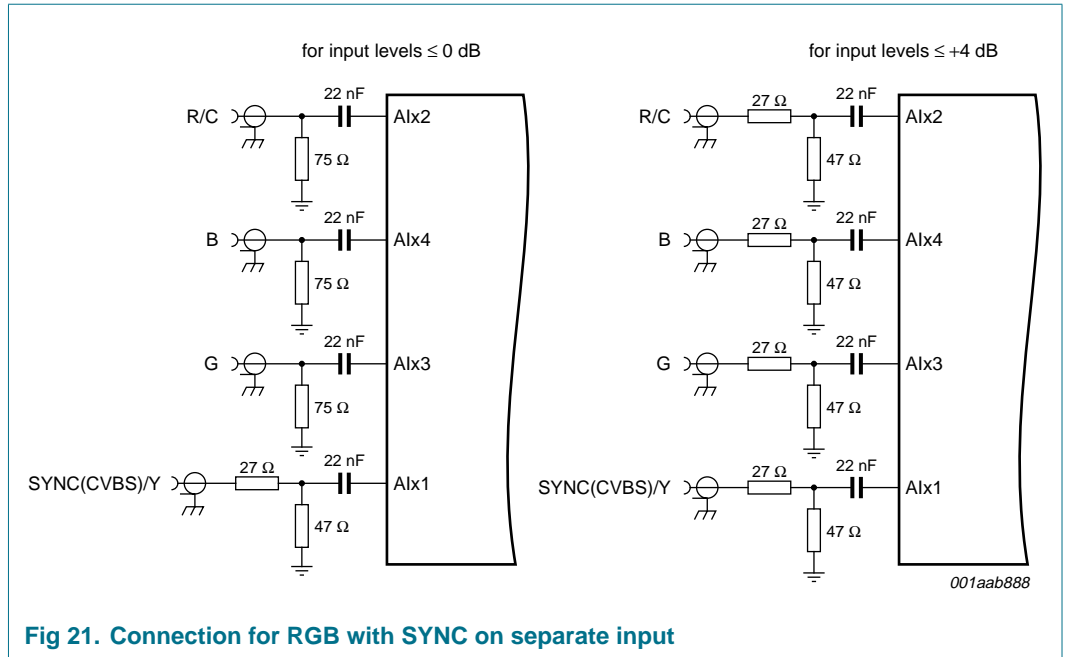 for input levels ≤ 0 dB
22 nF
R/C
AIx2
75 Ω
22 nF
B
AIx4
75 Ω
22 nF
G
AIx3
75 Ω
22 nF
27 Ω
SYNC(CVBS)/Y
AIx1
47 Ω
for input levels ≤ +4 dB
22 nF
27 Ω
R/C
AIx2
47 Ω
22 nF
27 Ω
B
AIx4
47 Ω
22 nF
27 Ω
G
AIx3
47 Ω
22 nF
27 Ω
SYNC(CVBS)/Y
AIx1
47 Ω
001aab888
Fig 21. Connection for RGB with SYNC on separate input